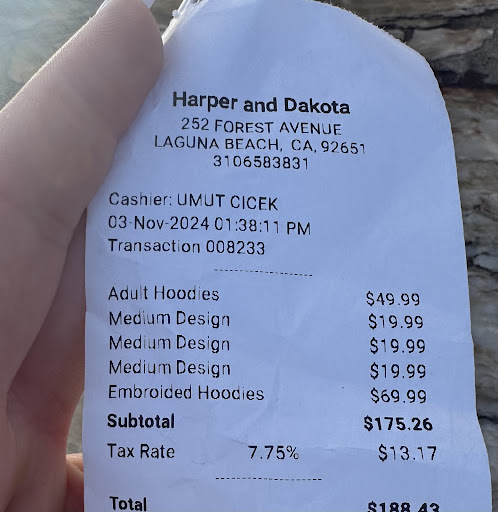 Harper and Dakota
252 FOREST AVENUE
LAGUNA BEACH, CA, 92651
3106583831
Cashier: UMUT CICEK
03-Nov-2024 01:38:11 PM
Transaction 008233
Adult Hoodies $49.99
Medium Design $19.99
Medium Design $19.99
Medium Design $19.99
Embroided Hoodies $69.99
Subtotal $175.26
Tax Rate 7.75% $13.17
Total $188.43